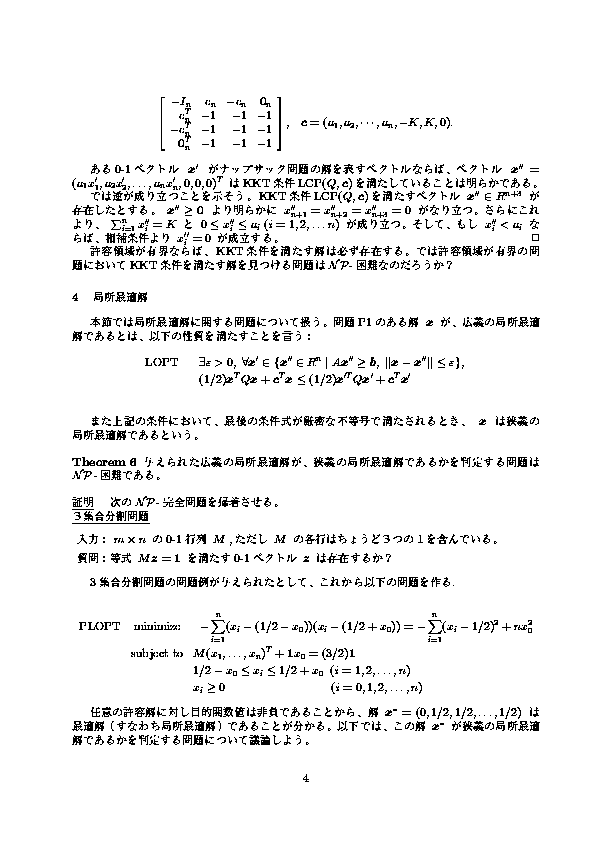 −I_n e_n −e_n 0_n
e_n^T −1 −1 −1
−e_n^T −1 −1 −1
0_n^T −1 −1 −1
, c = (a_1, a_2, ···, a_n, −K, K, 0).
ある 0-1 ベクトル x′ がナップサック問題の解を表すベクトルならば、ベクトル x″ =
(a_1x′_1, a_2x′_2, . . . , a_nx′_n, 0, 0, 0)^T は KKT 条件 LCP(Q, c) を満たしていることは明らかである。
では逆が成り立つことを示そう。KKT 条件 LCP(Q, c) を満たすベクトル x″ ∈ R^{n+3} が
存在したとする。 x″ ≥ 0 より明らかに x″_{n+1} = x″_{n+2} = x″_{n+3} = 0 がなり立つ。さらにこれ
より、 ∑_{i=1}^n x″_i = K と 0 ≤ x″_i ≤ a_i (i = 1, 2, . . . n) が成り立つ。そして、もし x″_i < a_i な
らば、相補条件より x″_i = 0 が成立する。 □
許容領域が有界ならば、KKT 条件を満たす解は必ず存在する。では許容領域が有界の問
題において KKT 条件を満たす解を見つける問題は NP- 困難なのだろうか？
4 局所最適解
本節では局所最適解に関する問題について扱う。問題 P1 のある解 x が、広義の局所最適
解であるとは、以下の性質を満たすことを言う：
LOPT ∃ε > 0, ∀x′ ∈ {x″ ∈ R^n | Ax″ ≥ b, ||x − x″|| ≤ ε},
(1/2)x^TQx + c^Tx ≤ (1/2)x′^TQx′ + c^Tx′
また上記の条件において、最後の条件式が厳密な不等号で満たされるとき、 x は狭義の
局所最適解であるという。
Theorem 6 与えられた広義の局所最適解が、狭義の局所最適解であるかを判定する問題は
NP- 困難である。
証明 次の NP- 完全問題を帰着させる。
３集合分割問題
入力： m × n の 0-1 行列 M , ただし M の各行はちょうど３つの 1 を含んでいる。
質問：等式 Mz = 1 を満たす 0-1 ベクトル z は存在するか？
３集合分割問題の問題例が与えられたとして、これから以下の問題を作る.
PLOPT minimize −∑_{i=1}^n (x_i − (1/2 − x_0))(x_i − (1/2 + x_0)) = −∑_{i=1}^n (x_i − 1/2)^2 + nx_0^2
subject to M(x_1, . . . , x_n)^T + 1x_0 = (3/2)1
1/2 − x_0 ≤ x_i ≤ 1/2 + x_0 (i = 1, 2, . . . , n)
x_i ≥ 0 (i = 0, 1, 2, . . . , n)
任意の許容解に対し目的関数値は非負であることから、解 x* = (0, 1/2, 1/2, . . . , 1/2) は
最適解（すなわち局所最適解）であることが分かる。以下では、この解 x* が狭義の局所最適
解であるかを判定する問題について議論しよう。
4